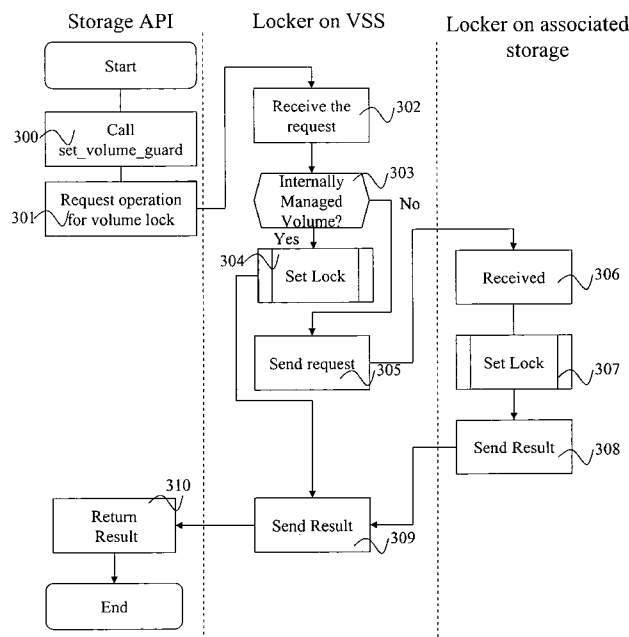 Storage API
Locker on VSS
Locker on associated
storage
Start
300
Call
set_volume_guard
301
Request operation
for volume lock
Receive the
request
302
303
Internally
Managed
Volume?
No
Yes
304
Set Lock
Received
306
Send request
305
Set Lock
307
Send Result
308
310
Return
Result
Send Result
309
End